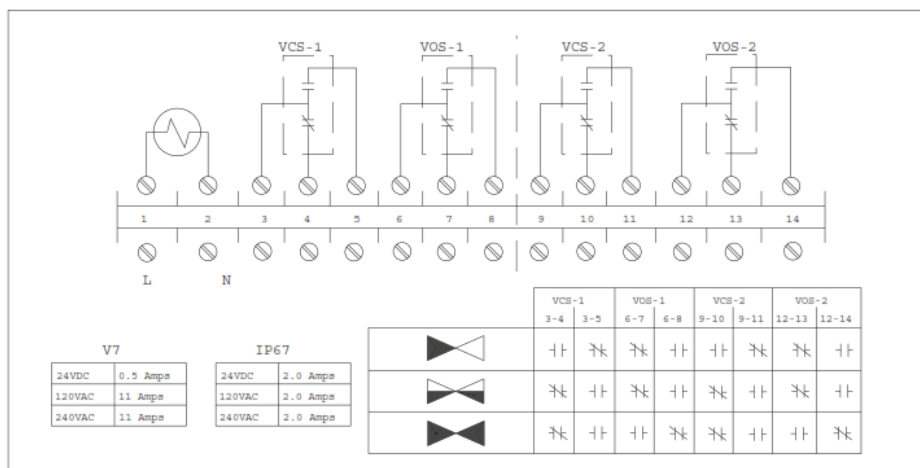 VCS-1 VOS-1 VCS-2 VOS-2
1 2 3 4 5 6 7 8 9 10 11 12 13 14
L N
VCS-1 VOS-1 VCS-2 VOS-2
3-4 3-5 6-7 6-8 9-10 9-11 12-13 12-14
V7
24VDC 0.5 Amps
120VAC 11 Amps
240VAC 11 Amps
IP67
24VDC 2.0 Amps
120VAC 2.0 Amps
240VAC 2.0 Amps